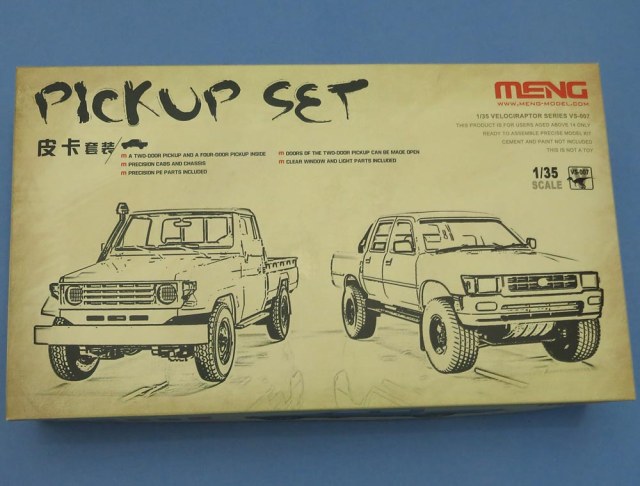 PICKUP SET
皮卡套装
MENG
WWW.MENG-MODEL.COM
1/35 VELOCIRAPTOR SERIES VS-007
THIS PRODUCT IS FOR USERS AGED ABOVE 14 ONLY
READY TO ASSEMBLE PRECISE MODEL KIT
CEMENT AND PAINT NOT INCLUDED
THIS IS NOT A TOY
A TWO-DOOR PICKUP AND A FOUR-DOOR PICKUP INSIDE
PRECISION CABS AND CHASSIS
PRECISION PE PARTS INCLUDED
DOORS OF THE TWO-DOOR PICKUP CAN BE MADE OPEN
CLEAR WINDOW AND LIGHT PARTS INCLUDED
1/35
SCALE
VS-007